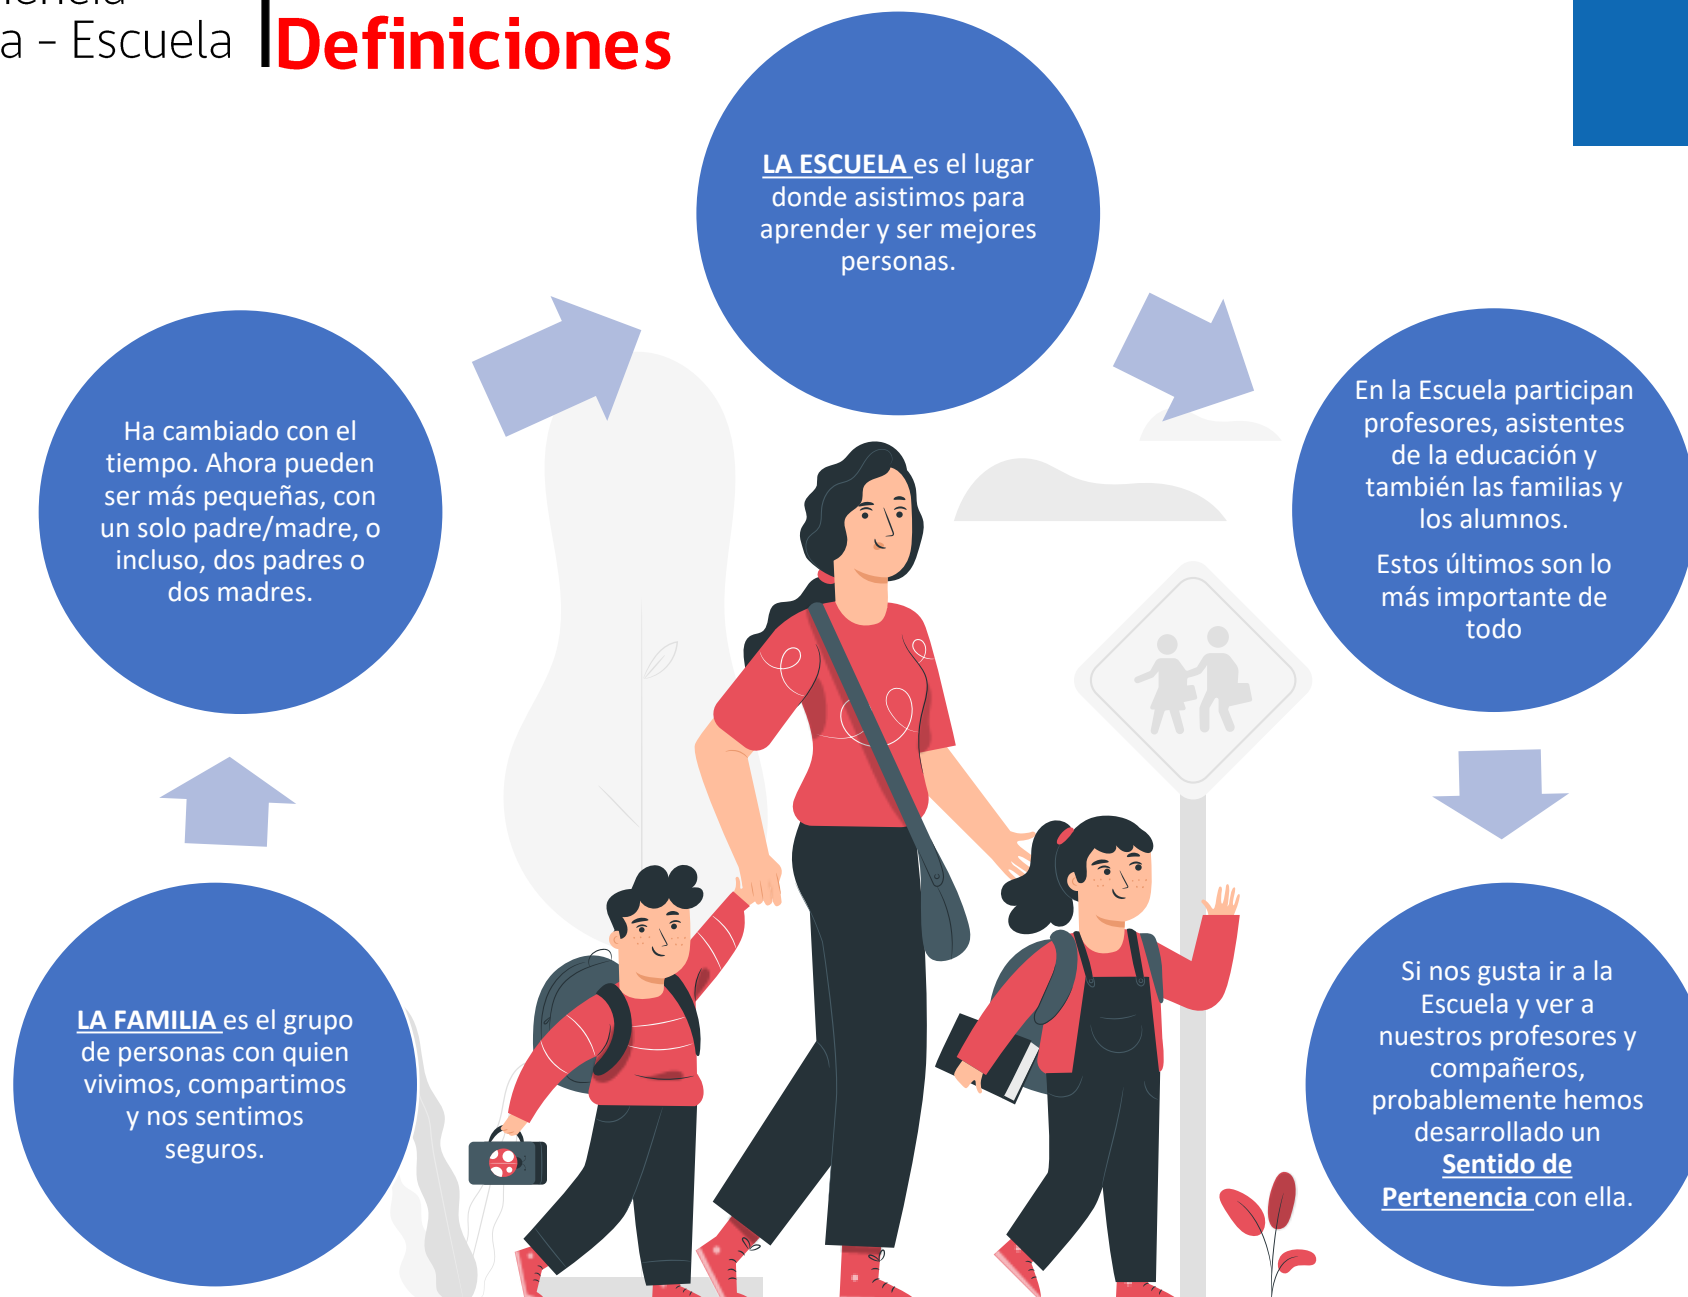 a - Escuela
Definiciones
LA ESCUELA es el lugar
donde asistimos para
aprender y ser mejores
personas.
Ha cambiado con el
tiempo. Ahora pueden
ser más pequeñas, con
un solo padre/madre, o
incluso, dos padres o
dos madres.
En la Escuela participan
profesores, asistentes
de la educación y
también las familias y
los alumnos.
Estos últimos son lo
más importante de
todo
LA FAMILIA es el grupo
de personas con quien
vivimos, compartimos
y nos sentimos
seguros.
Si nos gusta ir a la
Escuela y ver a
nuestros profesores y
compañeros,
probablemente hemos
desarrollado un
Sentido de
Pertenencia con ella.